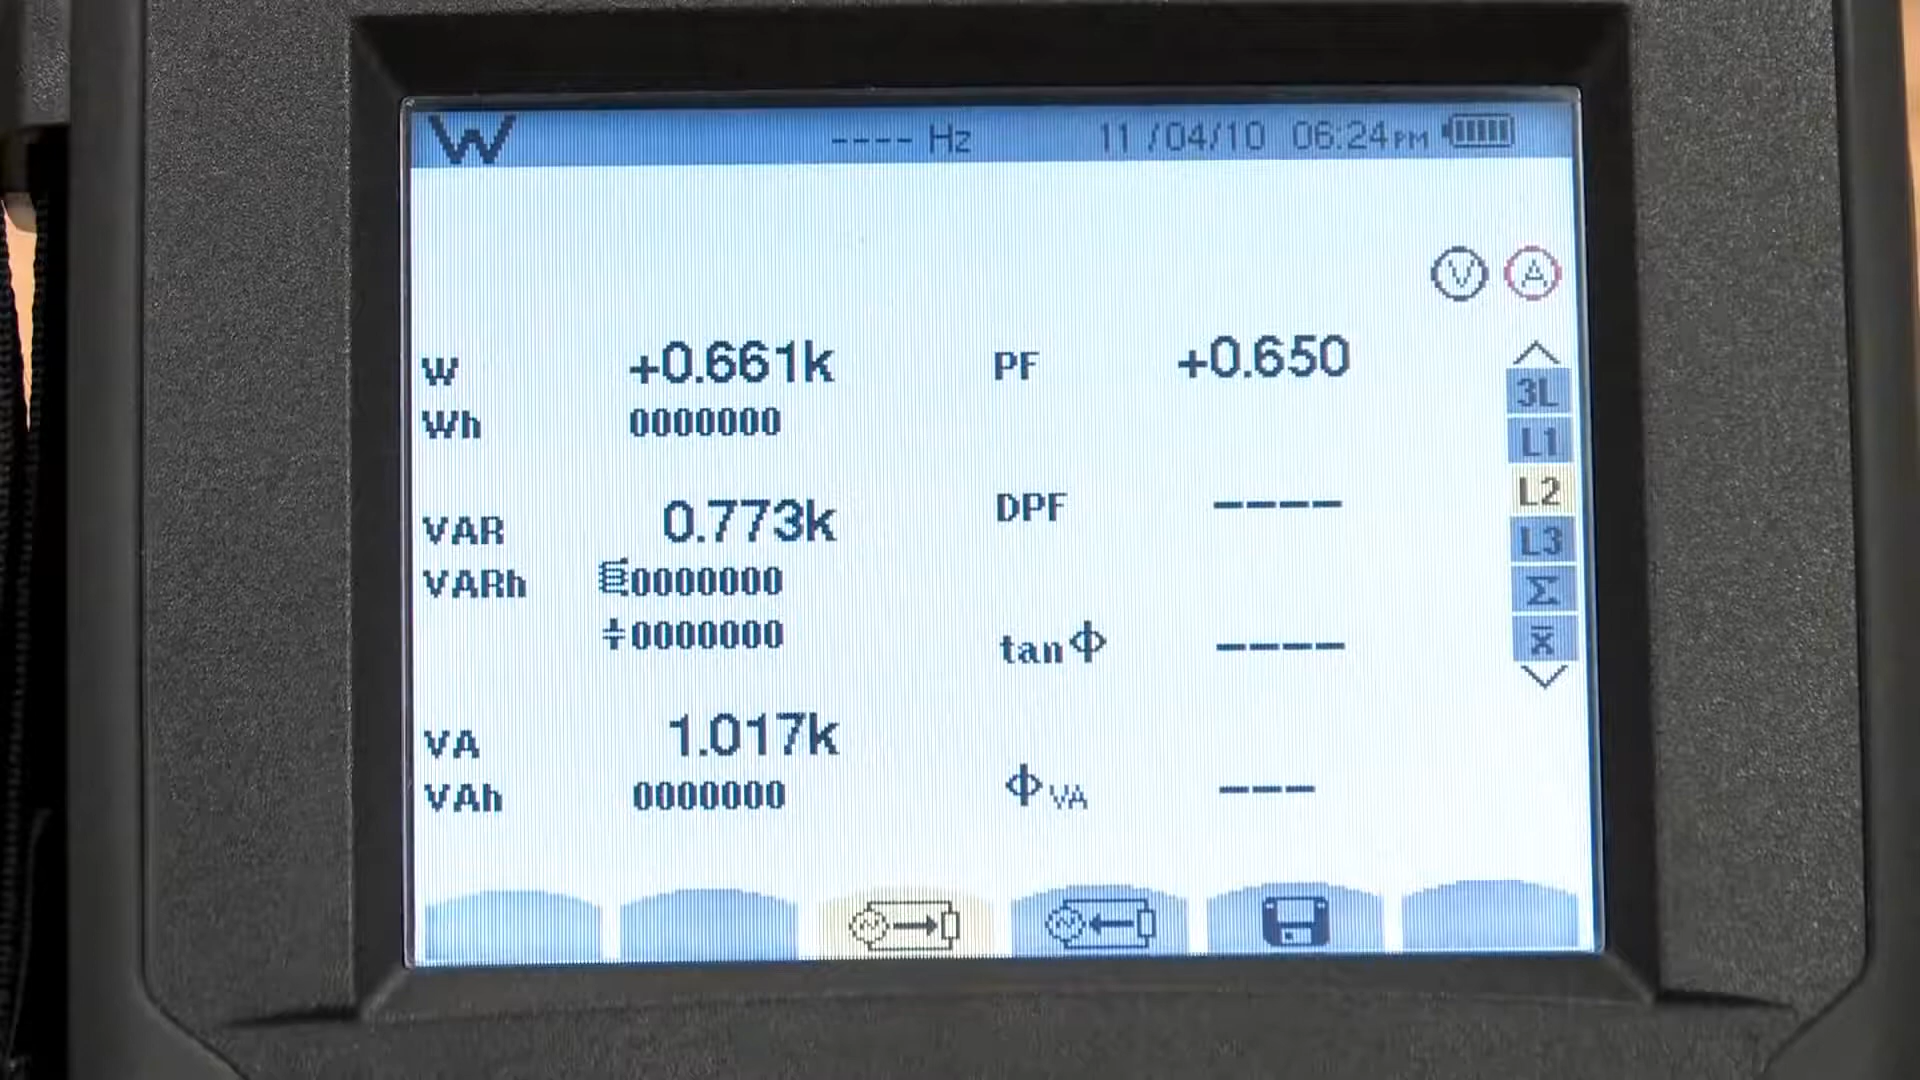 W ---- Hz 11/04/10 06:24PM
V A
W +0.661k PF +0.650
Wh 0000000
VAR 0.773k DPF ----
VARh 0000000
0000000
tanΦ ----
VA 1.017k
VAh 0000000
ΦVA ---
3L
L1
L2
L3
Σ
x̅